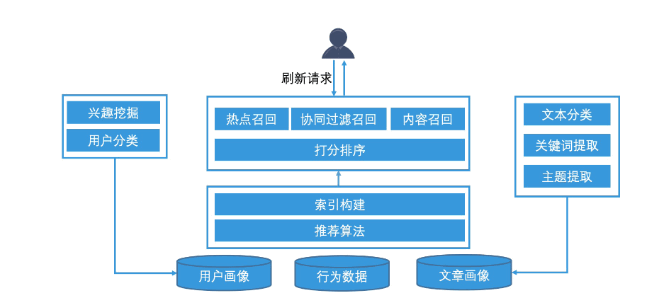 刷新请求
兴趣挖掘
用户分类
热点召回
协同过滤召回
内容召回
打分排序
文本分类
关键词提取
主题提取
索引构建
推荐算法
用户画像
行为数据
文章画像